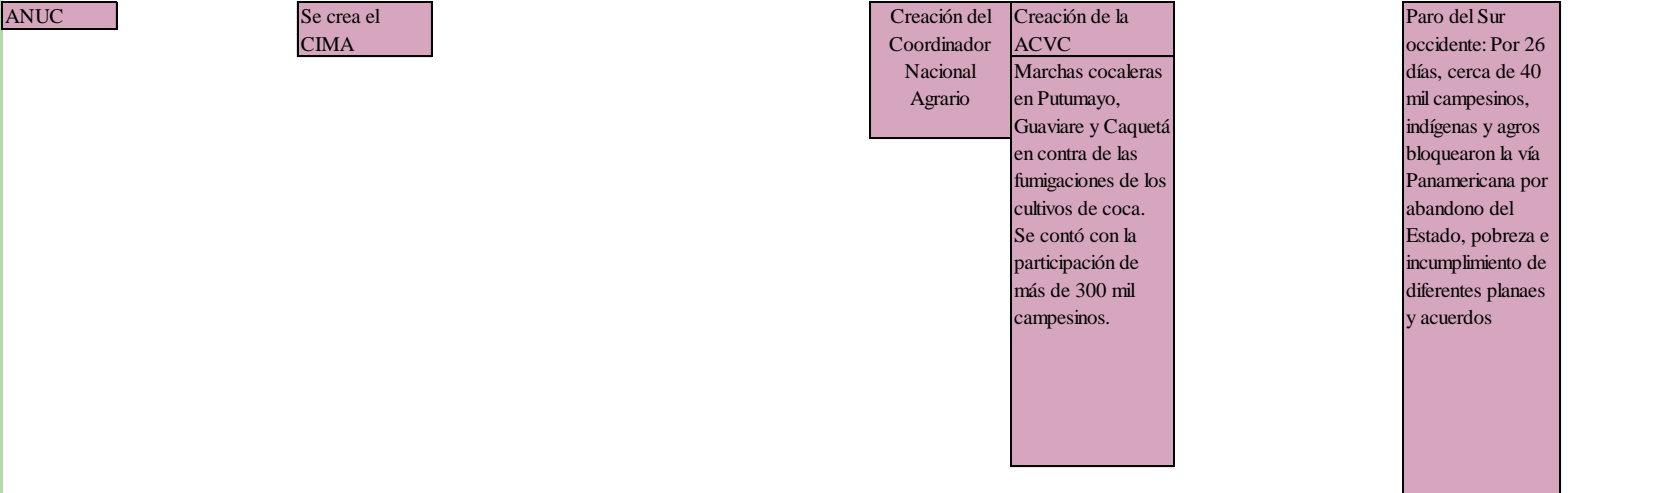 ANUC
Se crea el
CIMA
Creación del
Coordinador
Nacional
Agrario
Creación de la
ACVC
Marchas cocaleras
en Putumayo,
Guaviare y Caquetá
en contra de las
fumigaciones de los
cultivos de coca.
Se contó con la
participación de
más de 300 mil
campesinos.
Paro del Sur
occidente: Por 26
días, cerca de 40
mil campesinos,
indígenas y agros
bloquearon la vía
Panamericana por
abandono del
Estado, pobreza e
incumplimiento de
diferentes planaes
y acuerdos